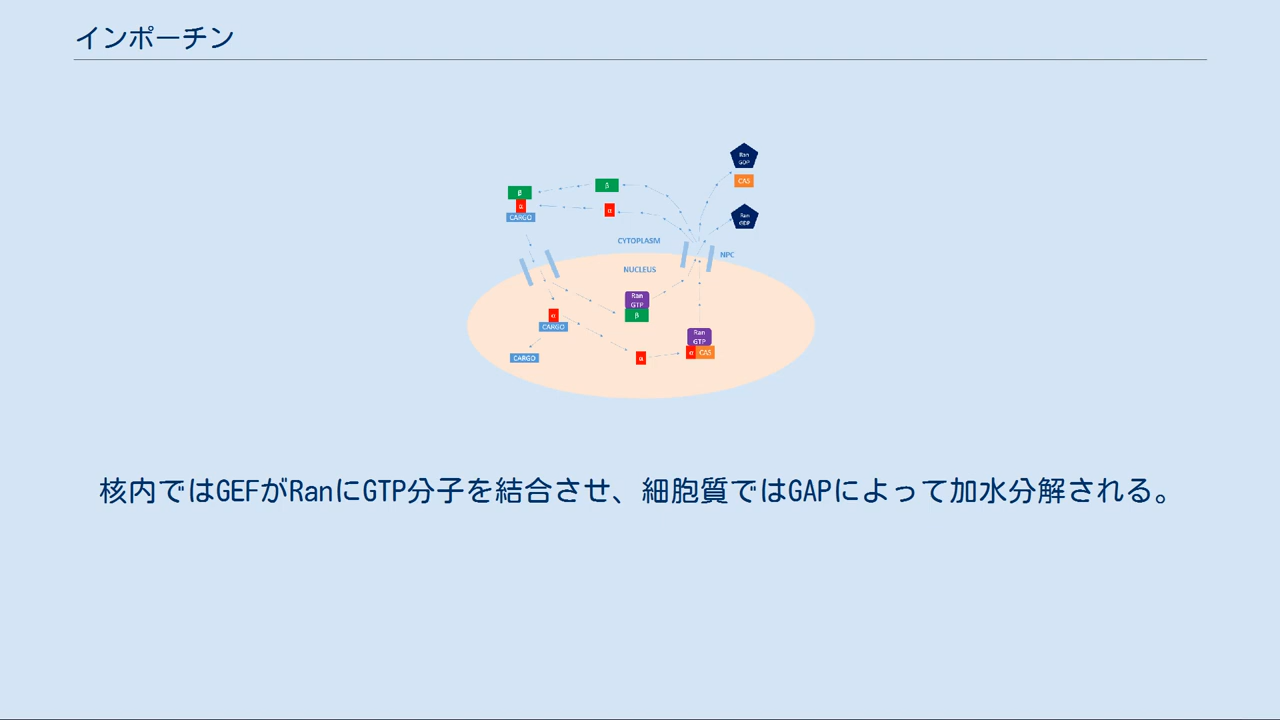 インポーチン
Ran
GDP
CAS
β
β
α
α
CARGO
Ran
GDP
CYTOPLASM
NPC
NUCLEUS
Ran
GTP
β
α
CARGO
Ran
GTP
α CAS
CARGO
α
核内ではGEFがRanにGTP分子を結合させ、細胞質ではGAPによって加水分解される。